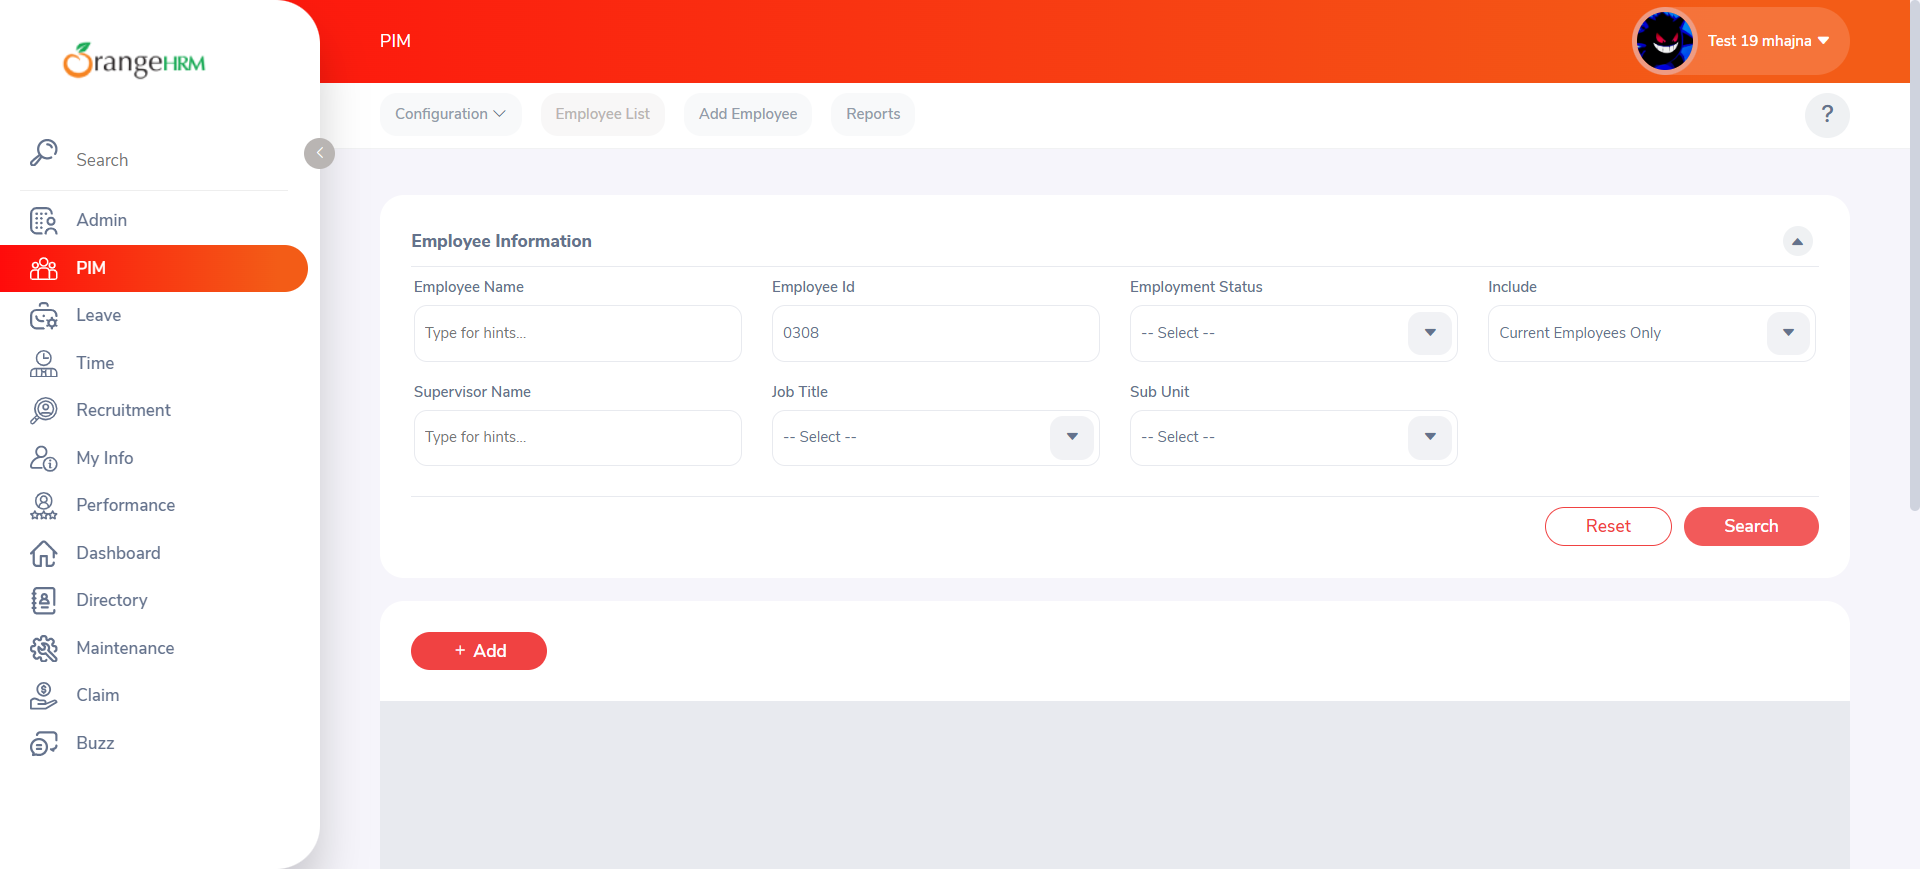 OrangeHRM
PIM
Test 19 mhajna
Configuration
Employee List
Add Employee
Reports
?
Search
Admin
PIM
Leave
Time
Recruitment
My Info
Performance
Dashboard
Directory
Maintenance
Claim
Buzz
Employee Information
Employee Name
Employee Id
Employment Status
Include
Type for hints...
0308
-- Select --
Current Employees Only
Supervisor Name
Job Title
Sub Unit
Type for hints...
-- Select --
-- Select --
Reset
Search
+ Add